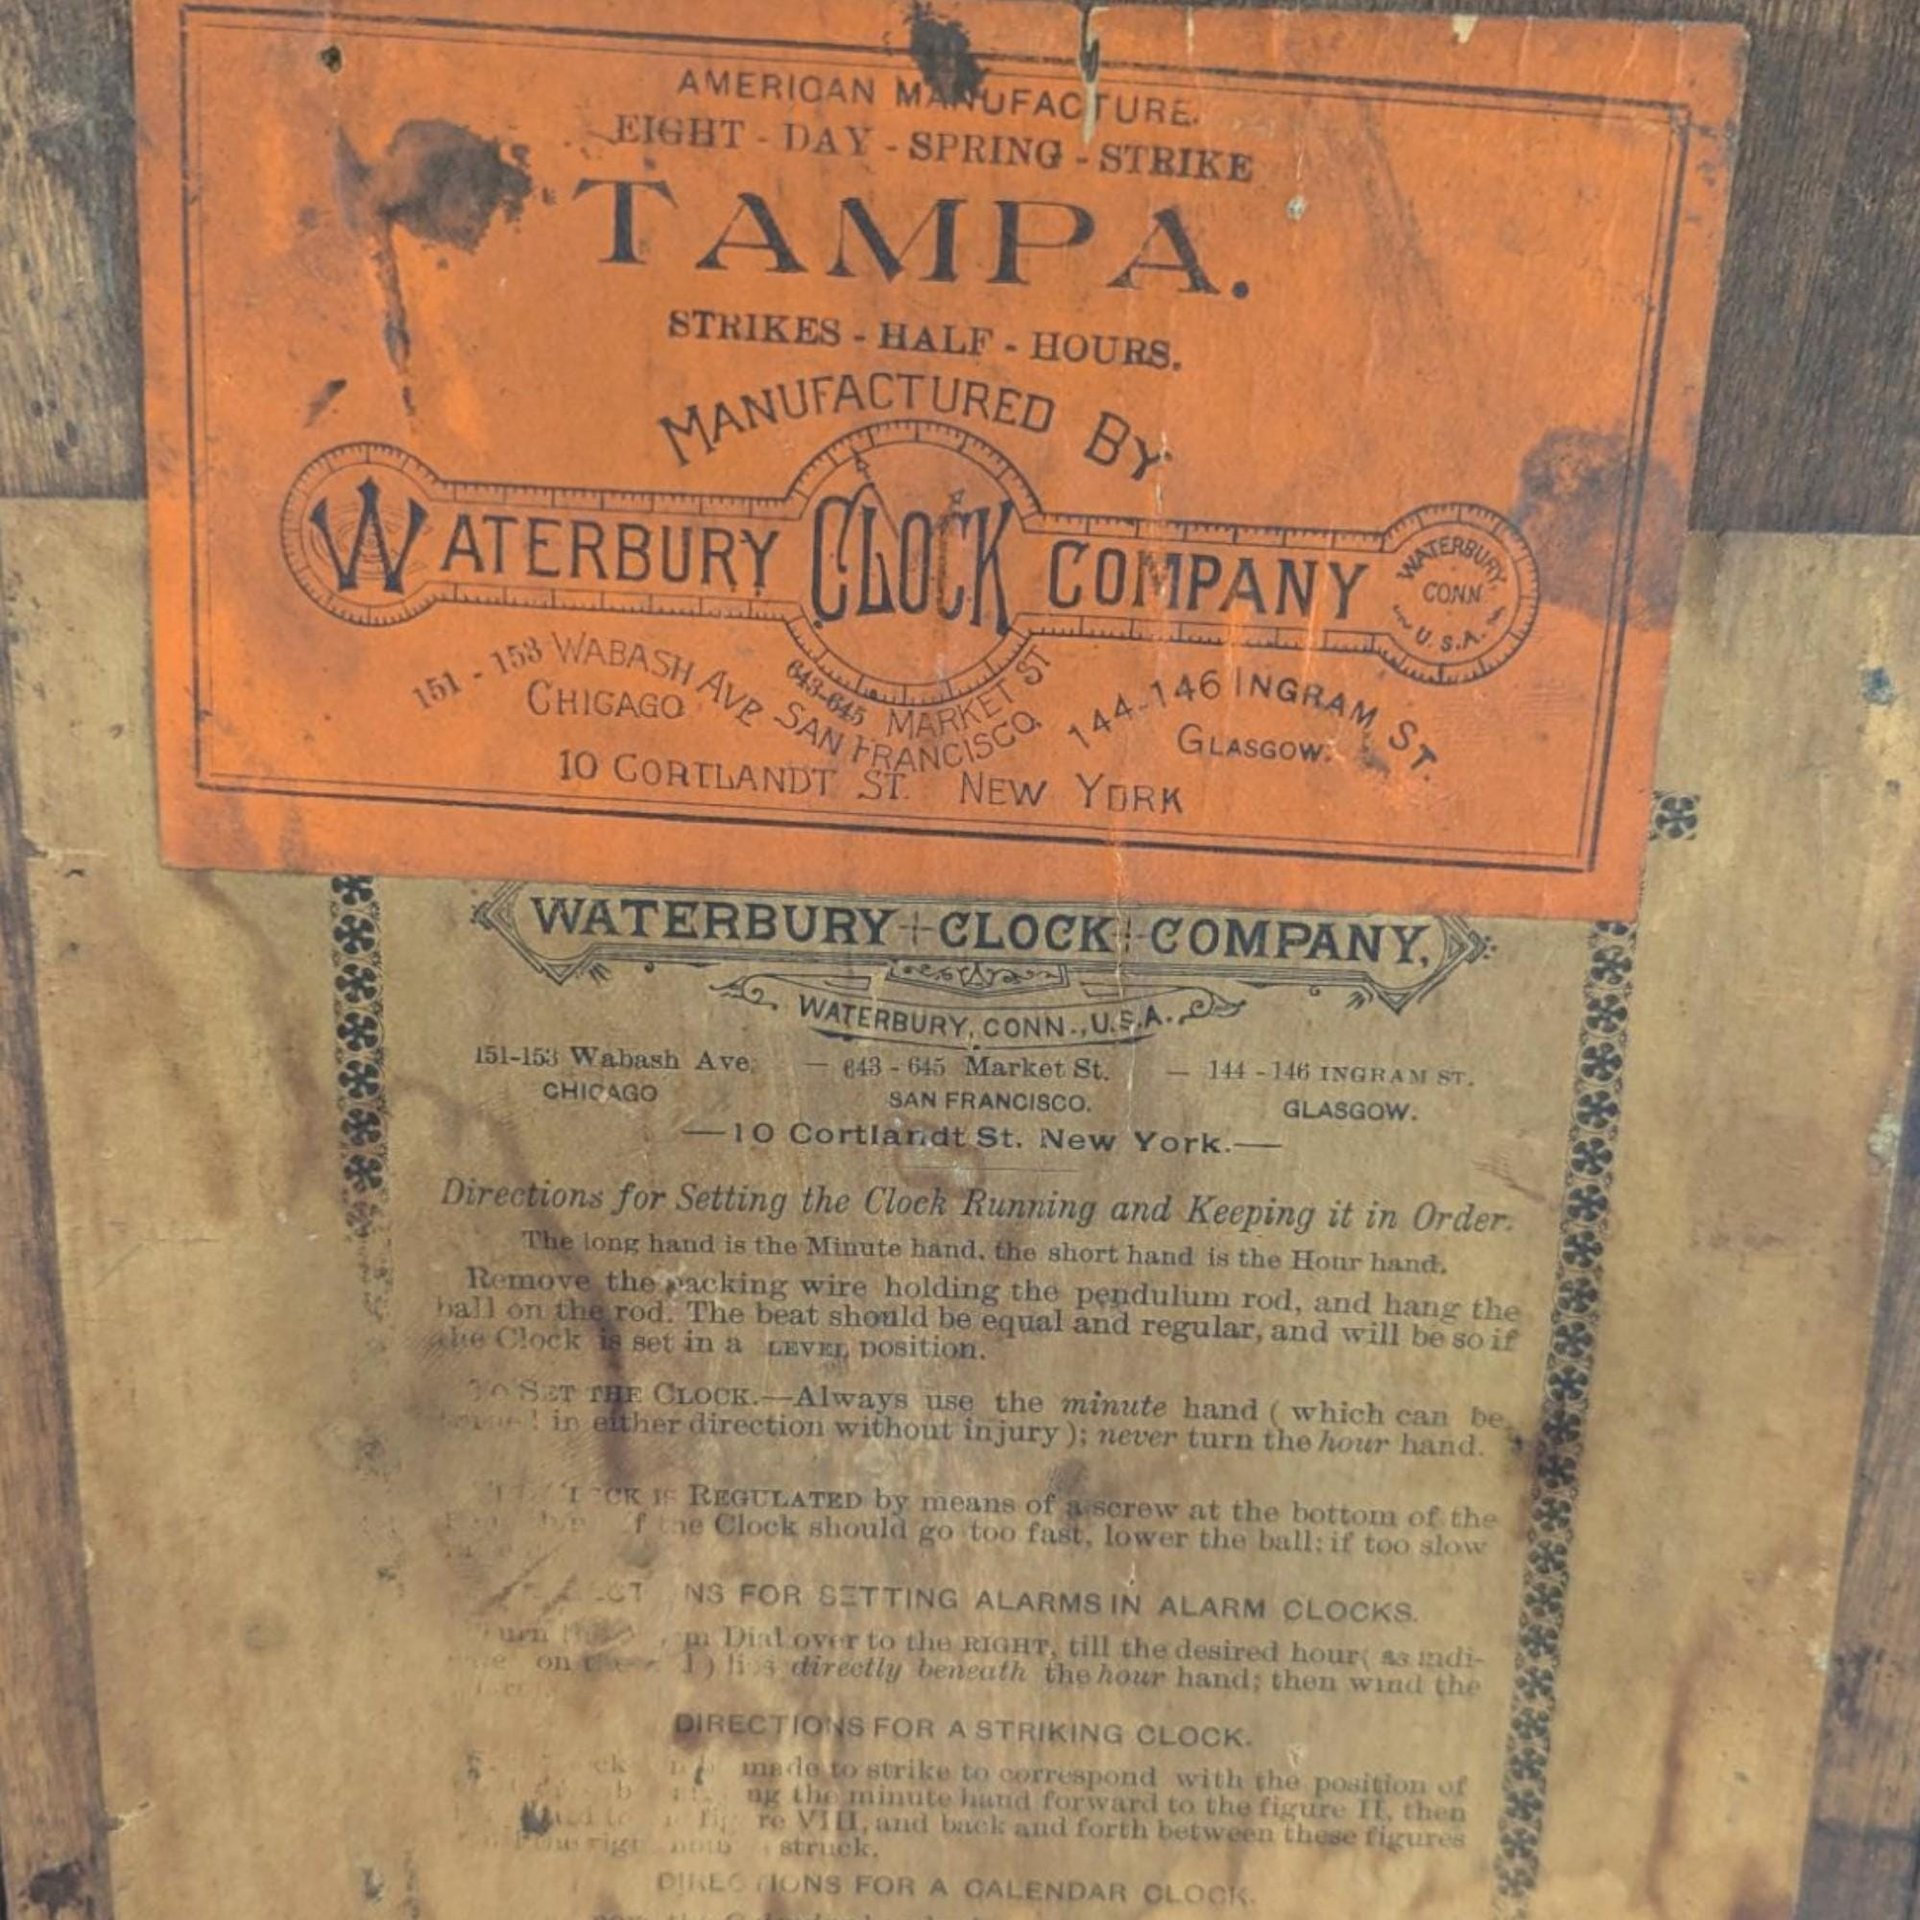 AMERICAN MANUFACTURE.
EIGHT - DAY - SPRING - STRIKE
TAMPA.
STRIKES - HALF - HOURS.
MANUFACTURED BY
WATERBURY CLOCK COMPANY
WATERBURY, CONN U.S.A.
151 - 153 WABASH AVE
CHICAGO
643-645 MARKET ST
SAN FRANCISCO.
144-146 INGRAM ST.
GLASGOW.
10 CORTLANDT ST. NEW YORK
WATERBURY CLOCK COMPANY,
WATERBURY, CONN., U.S.A.
151-153 Wabash Ave. — 643 - 645 Market St. — 144 - 146 INGRAM ST.
CHICAGO SAN FRANCISCO. GLASGOW.
—10 Cortlandt St. New York.—
Directions for Setting the Clock Running and Keeping it in Order.
The long hand is the Minute hand, the short hand is the Hour hand.
Remove the packing wire holding the pendulum rod, and hang the
ball on the rod. The beat should be equal and regular, and will be so if
the Clock is set in a LEVEL position.
TO SET THE CLOCK.—Always use the minute hand ( which can be
in either direction without injury ); never turn the hour hand.
IS REGULATED by means of a screw at the bottom of the
the Clock should go too fast, lower the ball; if too slow
FOR SETTING ALARMS IN ALARM CLOCKS.
Dial over to the RIGHT, till the desired hour( as indi-
on directly beneath the hour hand; then wind the
DIRECTIONS FOR A STRIKING CLOCK.
made to strike to correspond with the position of
the minute hand forward to the figure II, then
VIII, and back and forth between these figures
struck.
DIRECTIONS FOR A CALENDAR CLOCK.